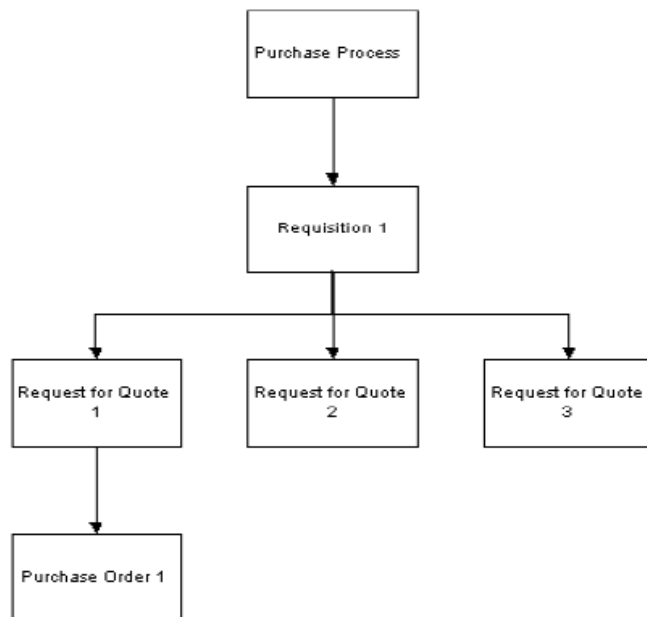 Purchase Process
Requisition 1
Request for Quote
1
Request for Quote
2
Request for Quote
3
Purchase Order 1